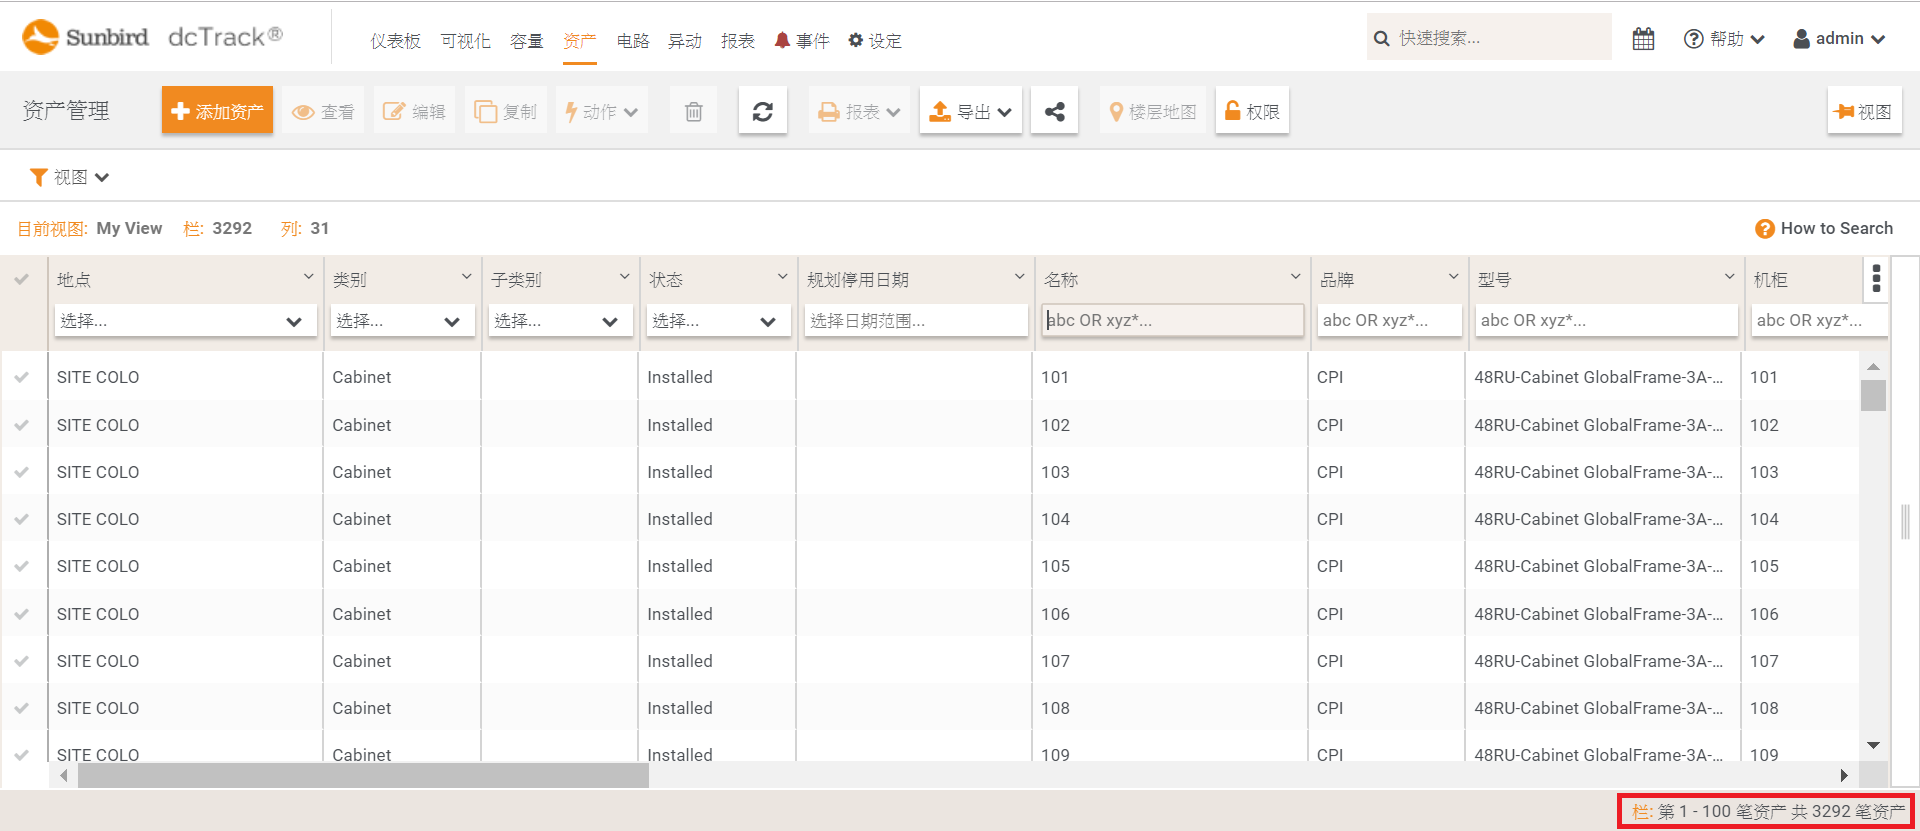 Sunbird dcTrack® 仪表板 可视化 容量 资产 电路 异动 报表 事件 设定 快速搜索... 帮助 admin
资产管理 添加资产 查看 编辑 复制 动作 报表 导出 楼层地图 权限 视图
视图
目前视图: My View 栏: 3292 列: 31 How to Search
地点 类别 子类别 状态 规划停用日期 名称 品牌 型号 机柜
选择... 选择... 选择... 选择... 选择日期范围... abc OR xyz*... abc OR xyz*... abc OR xyz*... abc OR xyz*...
SITE COLO Cabinet Installed 101 CPI 48RU-Cabinet GlobalFrame-3A-... 101
SITE COLO Cabinet Installed 102 CPI 48RU-Cabinet GlobalFrame-3A-... 102
SITE COLO Cabinet Installed 103 CPI 48RU-Cabinet GlobalFrame-3A-... 103
SITE COLO Cabinet Installed 104 CPI 48RU-Cabinet GlobalFrame-3A-... 104
SITE COLO Cabinet Installed 105 CPI 48RU-Cabinet GlobalFrame-3A-... 105
SITE COLO Cabinet Installed 106 CPI 48RU-Cabinet GlobalFrame-3A-... 106
SITE COLO Cabinet Installed 107 CPI 48RU-Cabinet GlobalFrame-3A-... 107
SITE COLO Cabinet Installed 108 CPI 48RU-Cabinet GlobalFrame-3A-... 108
SITE COLO Cabinet Installed 109 CPI 48RU-Cabinet GlobalFrame-3A-... 109
栏: 第 1 - 100 笔资产 共 3292 笔资产